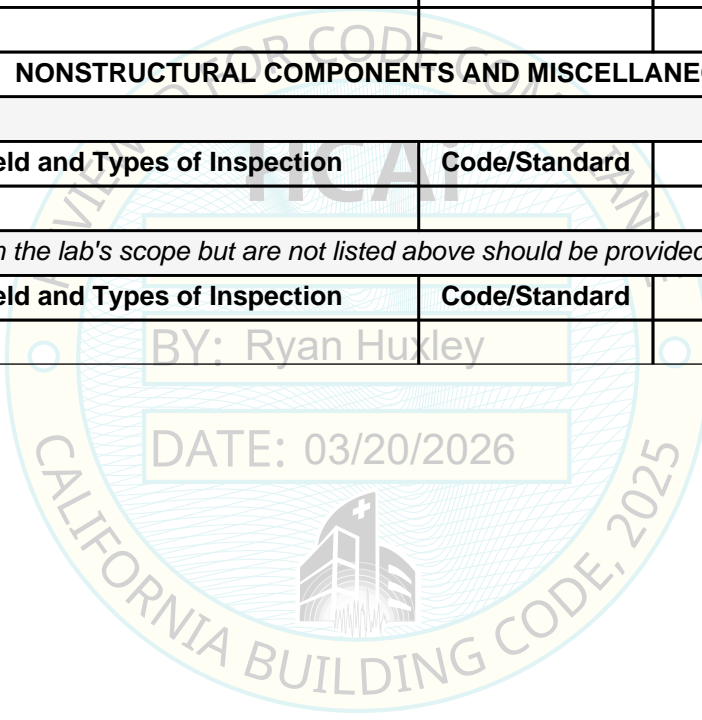 NONSTRUCTURAL COMPONENTS AND MISCELLANE
eld and Types of Inspection Code/Standard
the lab's scope but are not listed above should be provided
eld and Types of Inspection Code/Standard
FOR CODE
HCAi
BY: Ryan Huxley
DATE: 03/20/2026
CALIFORNIA BUILDING CODE, 2025